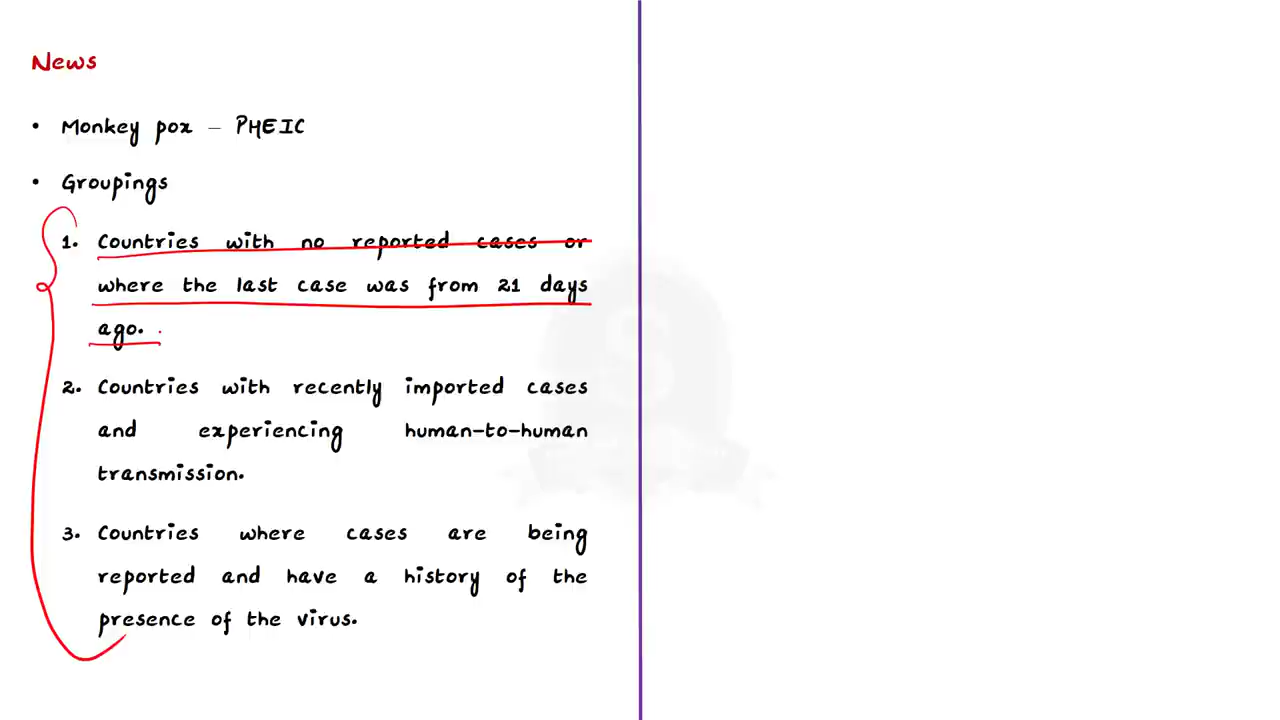 News
• Monkey pox – PHEIC
• Groupings
1. Countries with no reported cases or
where the last case was from 21 days
ago.
2. Countries with recently imported cases
and experiencing human-to-human
transmission.
3. Countries where cases are being
reported and have a history of the
presence of the virus.